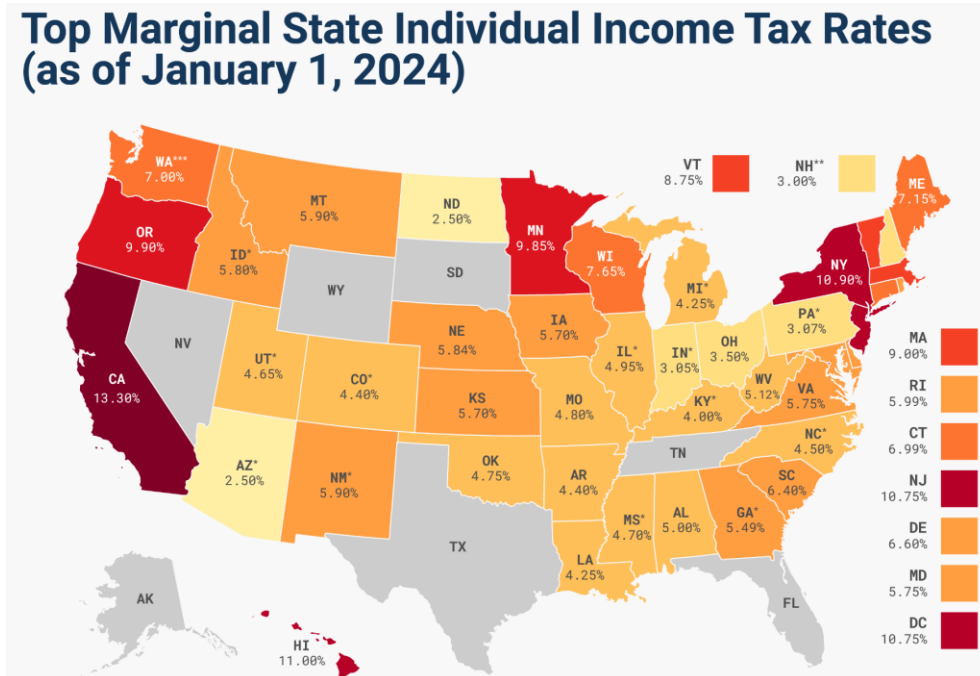 Top Marginal State Individual Income Tax Rates
(as of January 1, 2024)
WA***
7.00%
MT
5.90%
ND
2.50%
MN
9.85%
VT
8.75%
NH**
3.00%
ME
7.15%
OR
9.90%
ID*
5.80%
WY
SD
WI
7.65%
MI*
4.25%
NY
10.90%
NV
UT*
4.65%
CO*
4.40%
NE
5.84%
IA
5.70%
IL*
4.95%
IN*
3.05%
OH
3.50%
PA*
3.07%
CA
13.30%
KS
5.70%
MO
4.80%
KY*
4.00%
WV
5.12%
VA
5.75%
AZ*
2.50%
NM*
5.90%
OK
4.75%
AR
4.40%
TN
NC*
4.50%
SC
6.40%
TX
LA
4.25%
MS*
4.70%
AL
5.00%
GA*
5.49%
FL
AK
HI
11.00%
MA
9.00%
RI
5.99%
CT
6.99%
NJ
10.75%
DE
6.60%
MD
5.75%
DC
10.75%